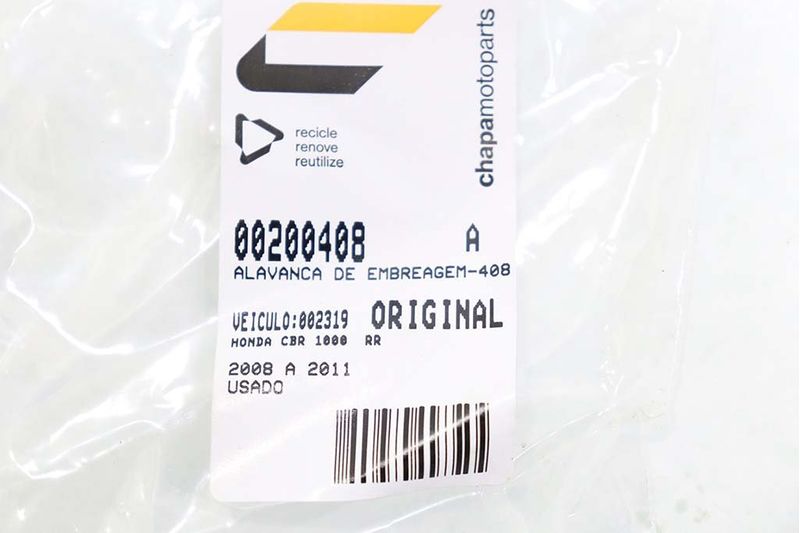 chapamotoparts
recicle
renove
reutilize
00200408 A
ALAVANCA DE EMBREAGEM-408
VEICULO:002319 ORIGINAL
HONDA CBR 1000 RR
2008 A 2011
USADO